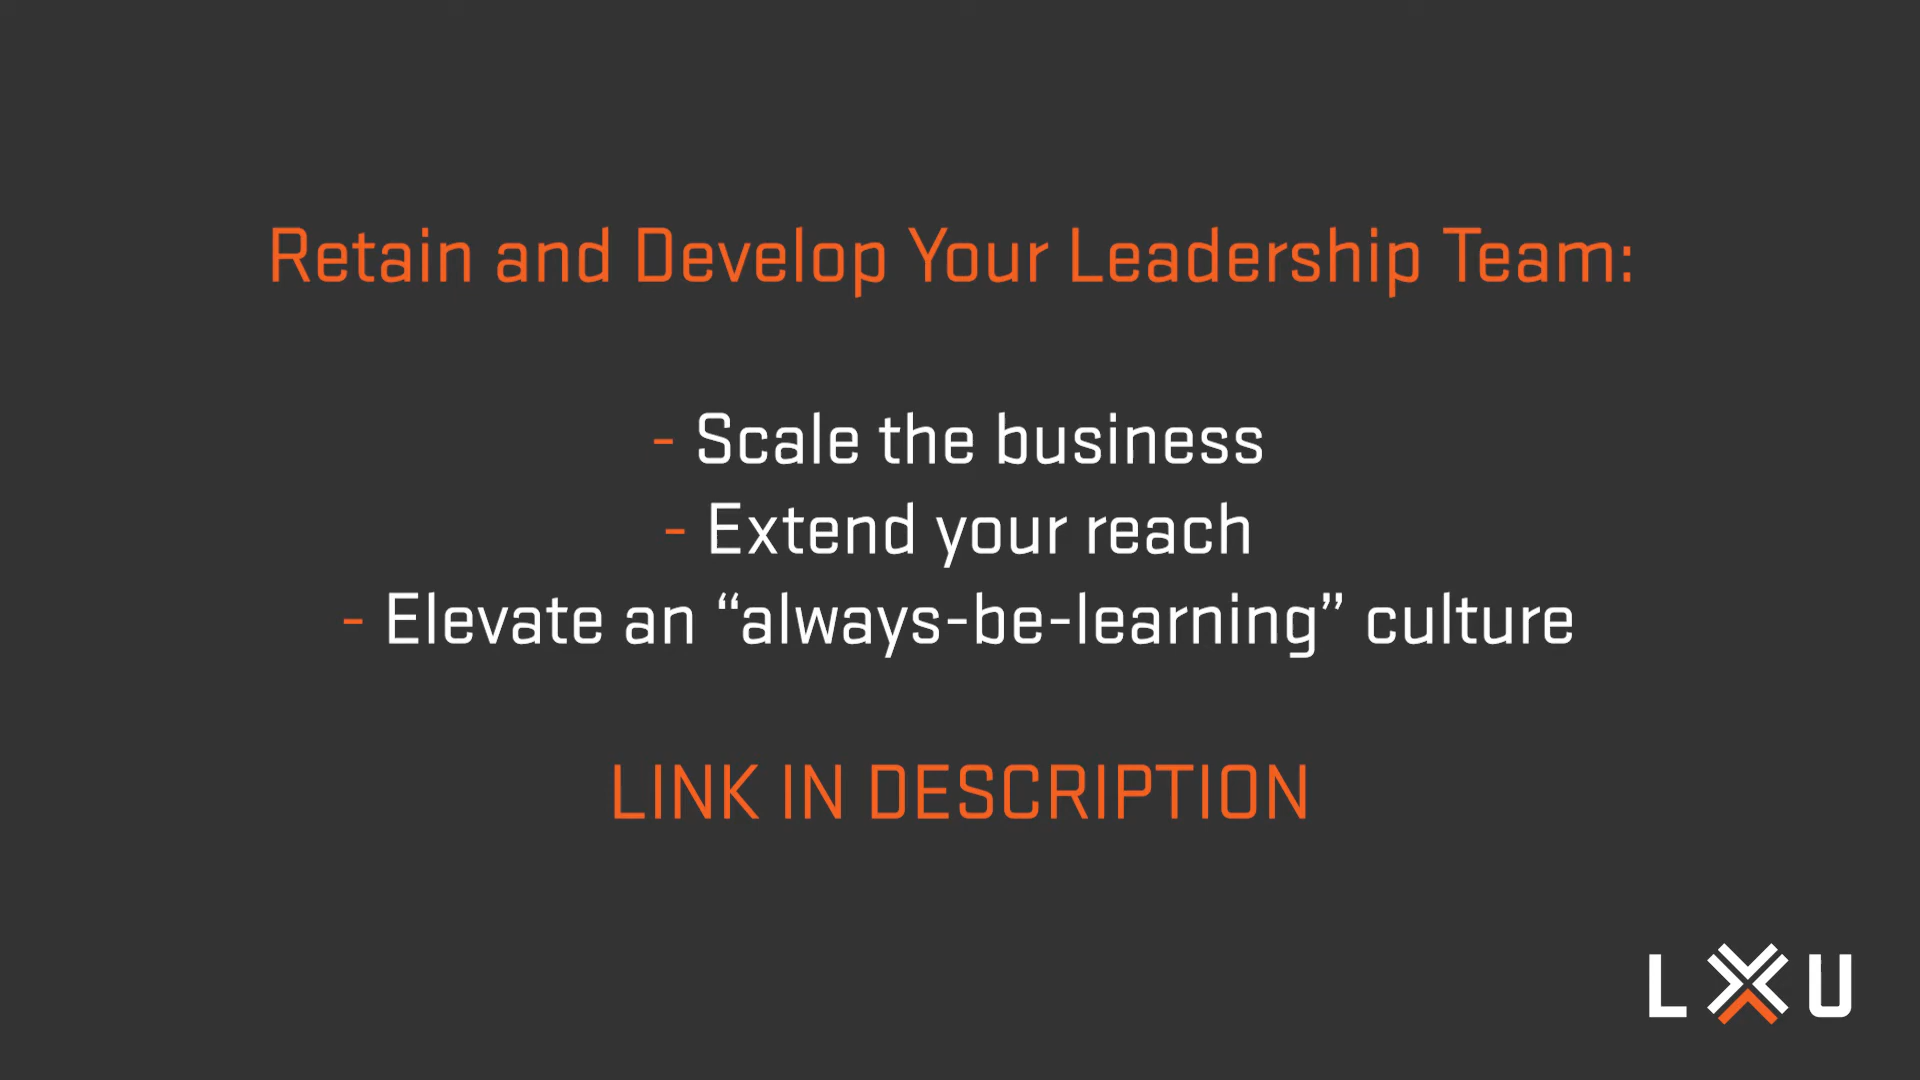 Retain and Develop Your Leadership Team:
- Scale the business
- Extend your reach
- Elevate an “always-be-learning” culture
LINK IN DESCRIPTION
LXU